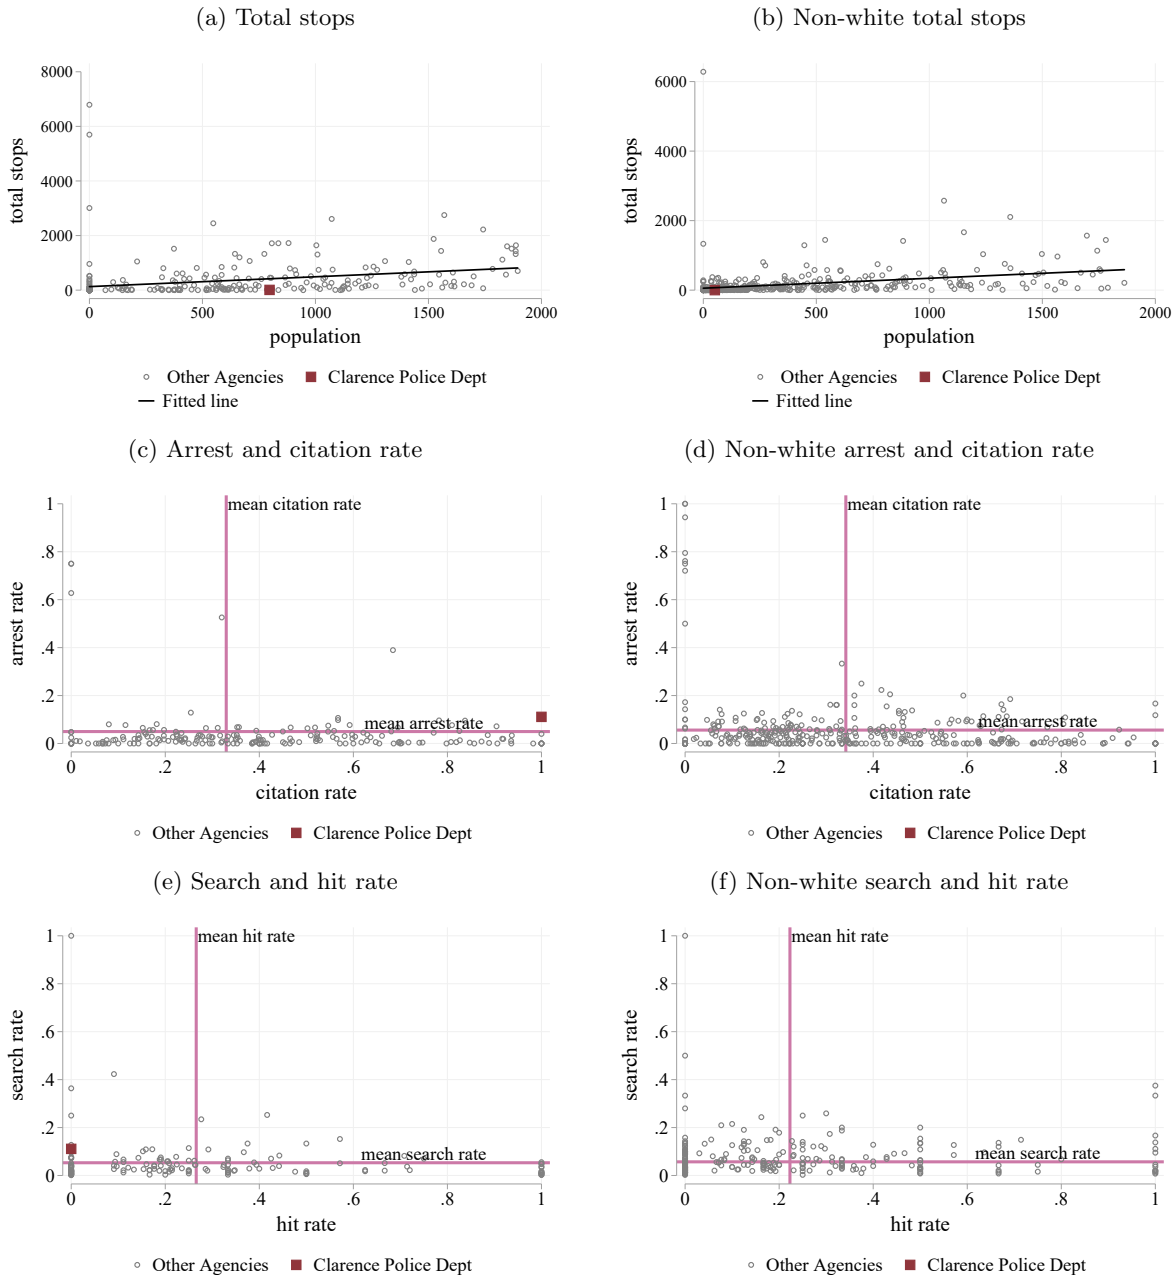 (a) Total stops
(b) Non-white total stops
8000
6000
4000
2000
0
total stops
0
500
1000
1500
2000
population
Other Agencies
Clarence Police Dept
Fitted line
6000
4000
2000
0
total stops
0
500
1000
1500
2000
population
Other Agencies
Clarence Police Dept
Fitted line
(c) Arrest and citation rate
(d) Non-white arrest and citation rate
1
.8
.6
.4
.2
0
arrest rate
mean citation rate
mean arrest rate
0
.2
.4
.6
.8
1
citation rate
Other Agencies
Clarence Police Dept
1
.8
.6
.4
.2
0
arrest rate
mean citation rate
mean arrest rate
0
.2
.4
.6
.8
1
citation rate
Other Agencies
Clarence Police Dept
(e) Search and hit rate
(f) Non-white search and hit rate
1
.8
.6
.4
.2
0
search rate
mean hit rate
mean search rate
0
.2
.4
.6
.8
1
hit rate
Other Agencies
Clarence Police Dept
1
.8
.6
.4
.2
0
search rate
mean hit rate
mean search rate
0
.2
.4
.6
.8
1
hit rate
Other Agencies
Clarence Police Dept